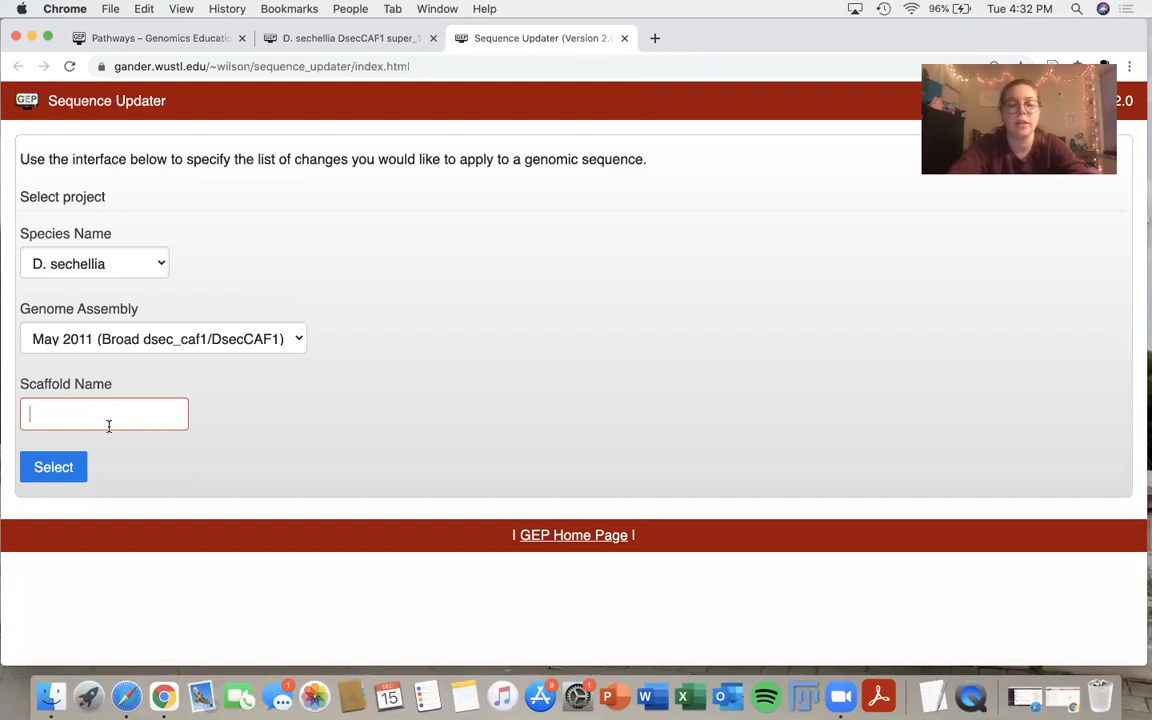 Chrome File Edit View History Bookmarks People Tab Window Help 96% Tue 4:32 PM
Pathways – Genomics Educatio D. sechellia DsecCAF1 super_1 Sequence Updater (Version 2.
gander.wustl.edu/~wilson/sequence_updater/index.html
GEP Sequence Updater 2.0
Use the interface below to specify the list of changes you would like to apply to a genomic sequence.
Select project
Species Name
D. sechellia
Genome Assembly
May 2011 (Broad dsec_caf1/DsecCAF1)
Scaffold Name
Select
| GEP Home Page |